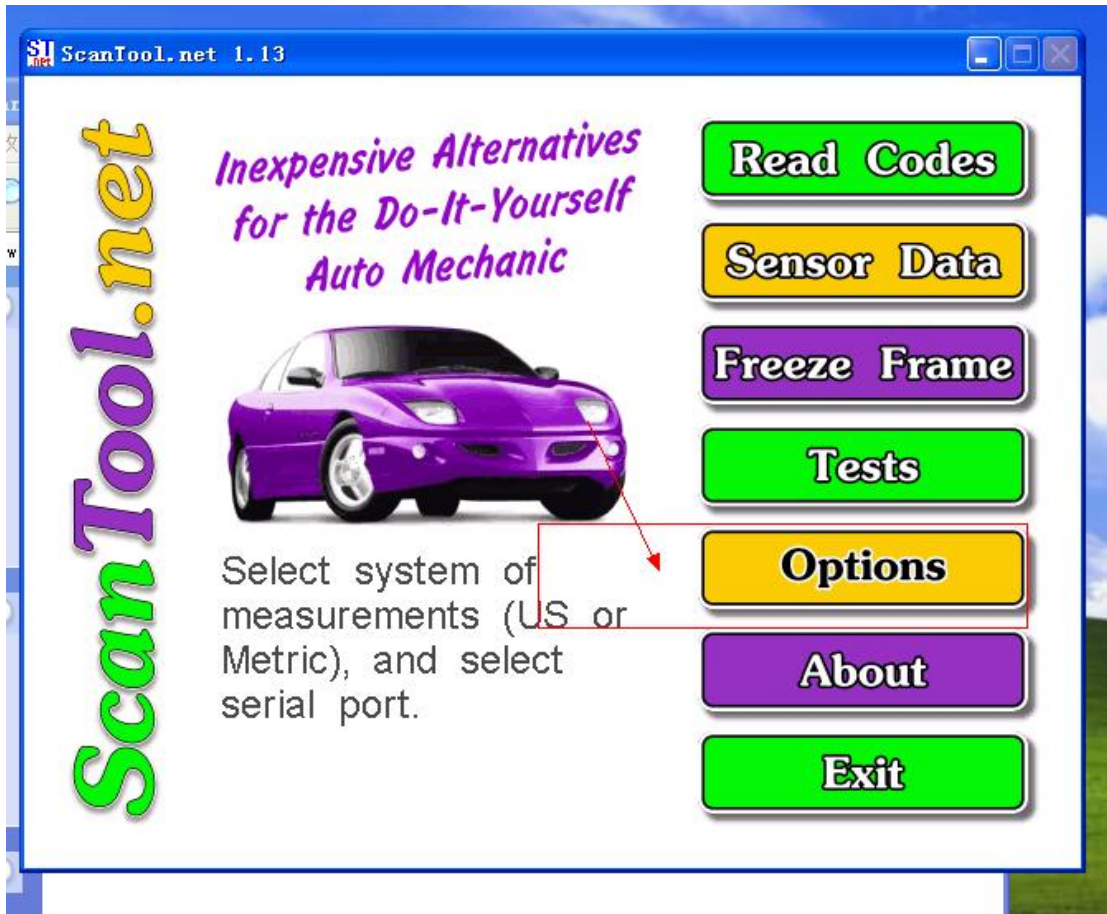 ScanTool.net 1.13
ScanTool.net
Inexpensive Alternatives
for the Do-It-Yourself
Auto Mechanic
Select system of
measurements (US or
Metric), and select
serial port.
Read Codes
Sensor Data
Freeze Frame
Tests
Options
About
Exit